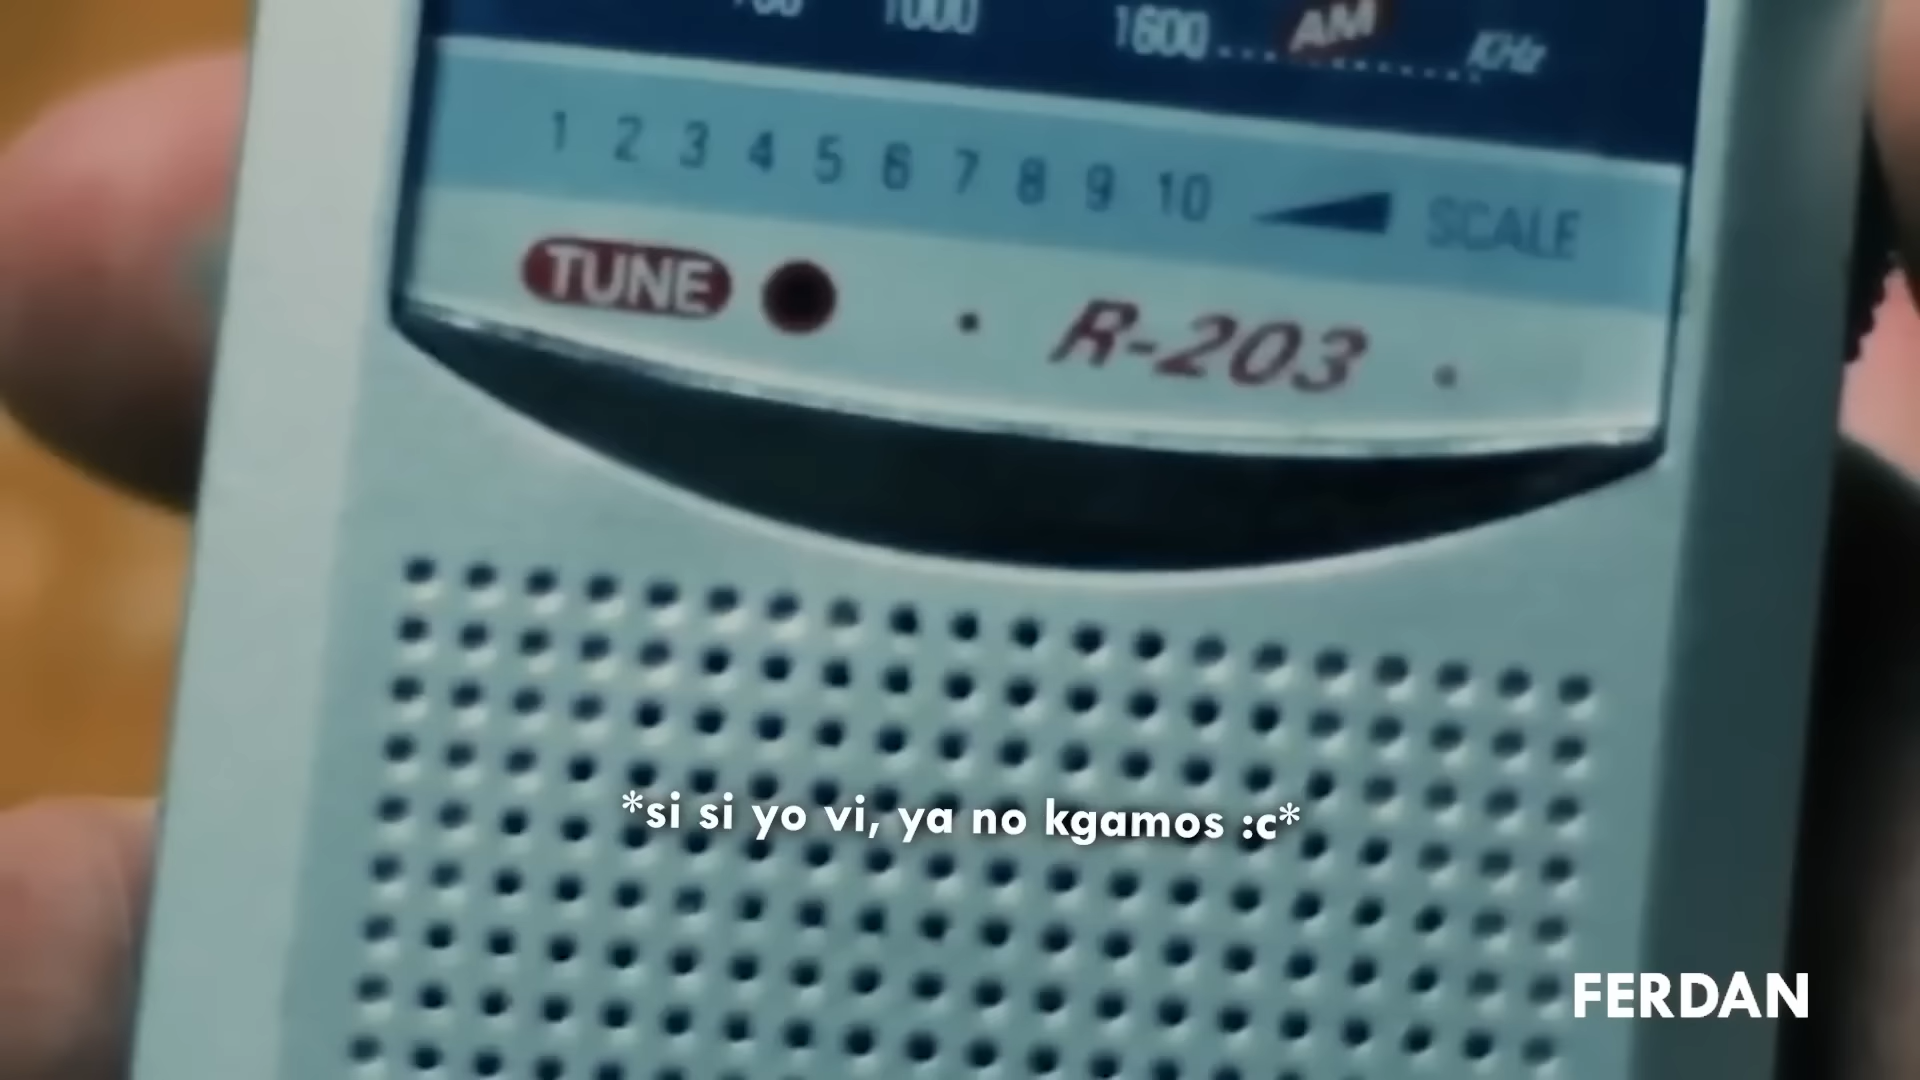 1000
1600 AM KHz
1 2 3 4 5 6 7 8 9 10 SCALE
TUNE R-203
*si si yo vi, ya no kgamos :c*
FERDAN